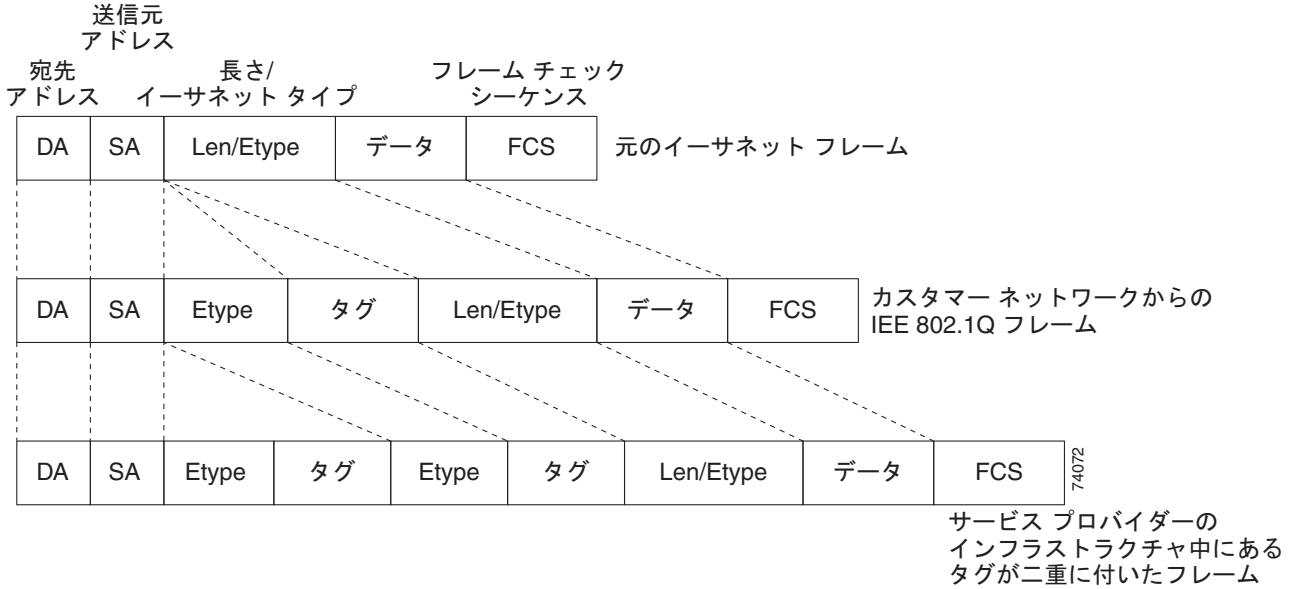 送信元
アドレス
宛先
アドレス
長さ/
イーサネット タイプ
フレーム チェック
シーケンス
DA SA Len/Etype データ FCS 元のイーサネット フレーム
DA SA Etype タグ Len/Etype データ FCS
カスタマー ネットワークからの
IEE 802.1Q フレーム
DA SA Etype タグ Etype タグ Len/Etype データ FCS
74072
サービス プロバイダーの
インフラストラクチャ中にある
タグが二重に付いたフレーム